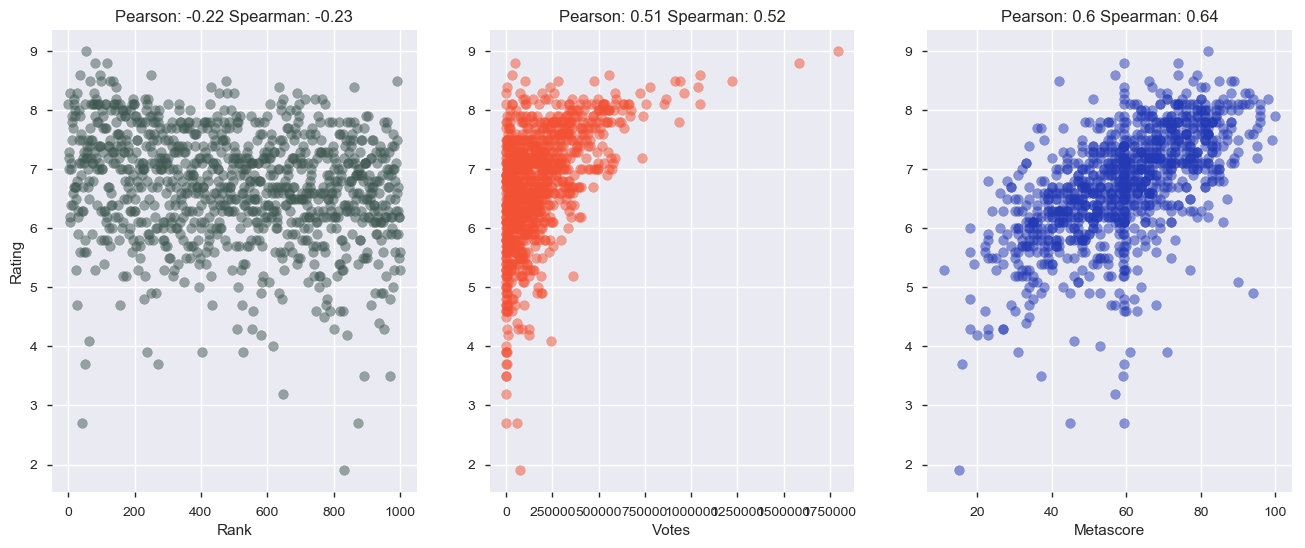 Pearson: -0.22 Spearman: -0.23
9
8
7
6
5
4
3
2
Rating
0 200 400 600 800 1000
Rank
Pearson: 0.51 Spearman: 0.52
9
8
7
6
5
4
3
2
0 250000 500000 750000 1000000 1250000 1500000 1750000
Votes
Pearson: 0.6 Spearman: 0.64
9
8
7
6
5
4
3
2
20 40 60 80 100
Metascore